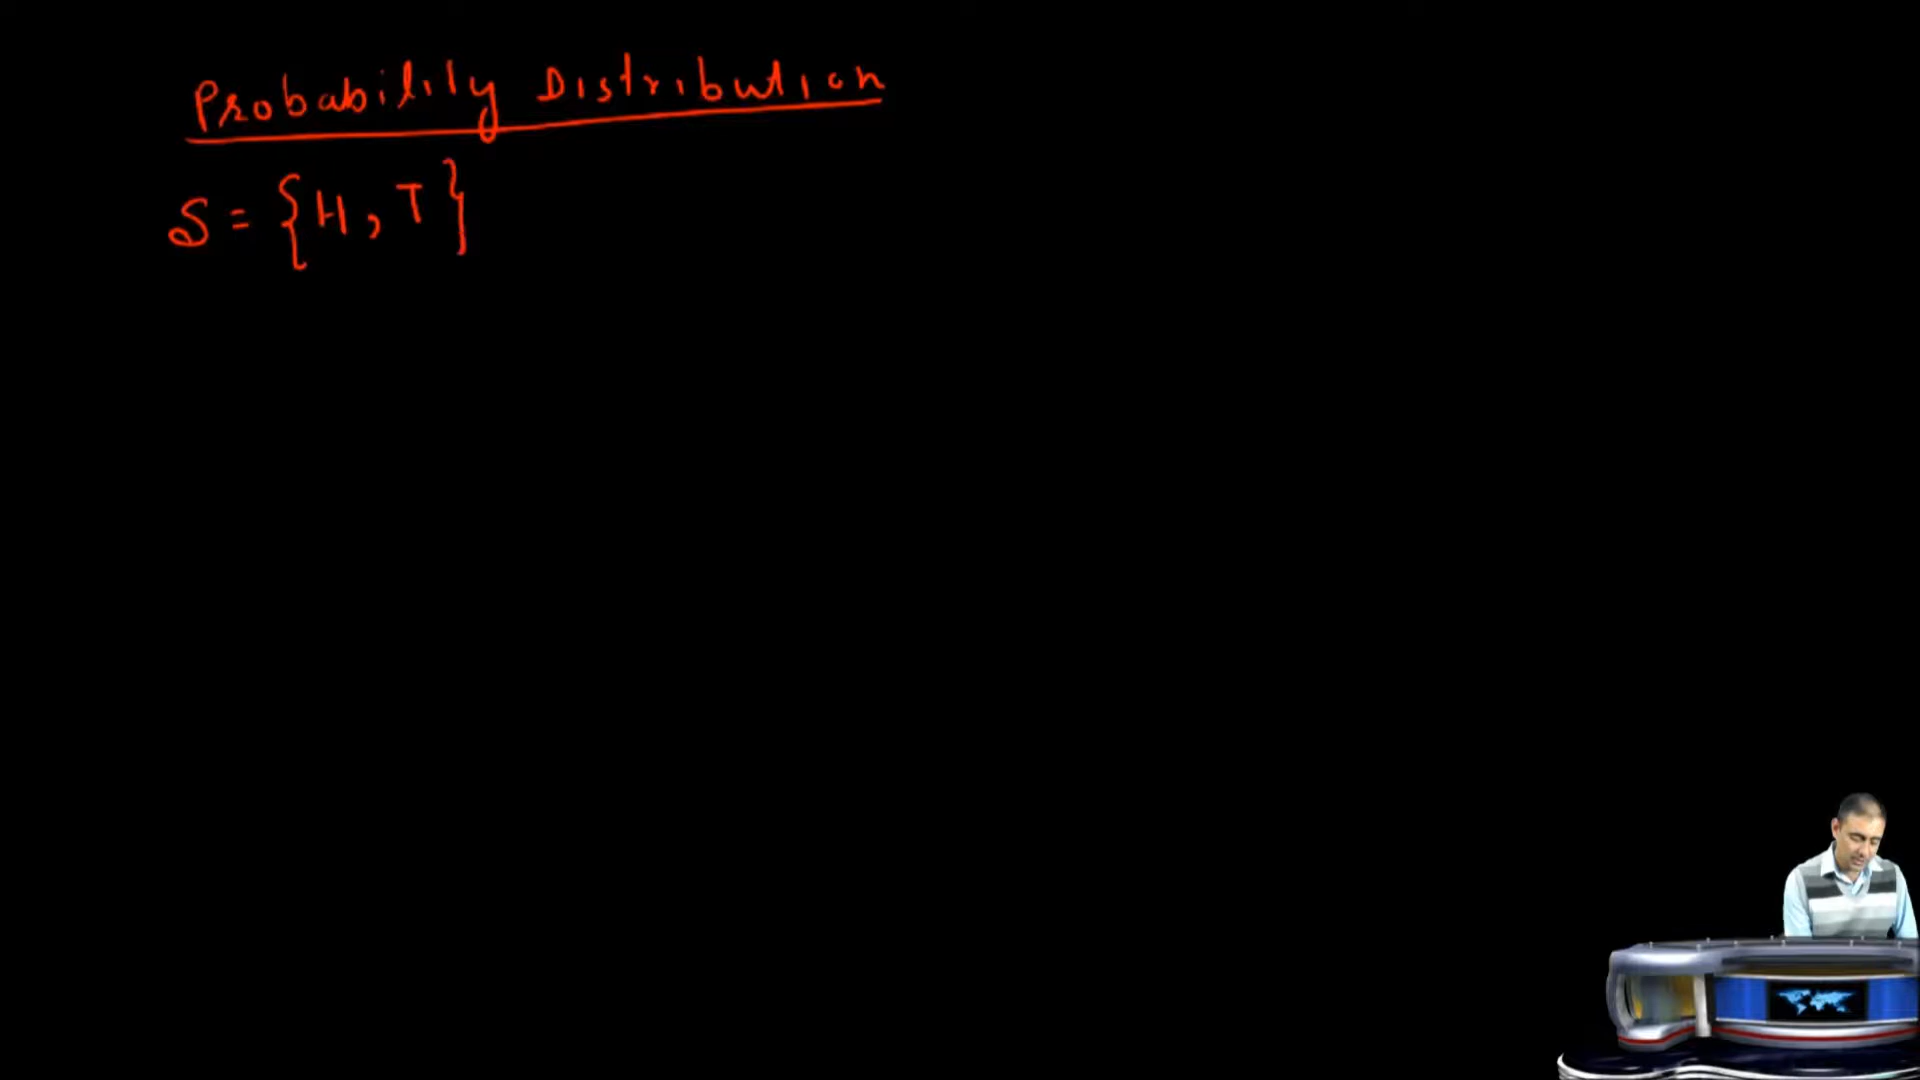 Probability Distribution
S = {H, T}